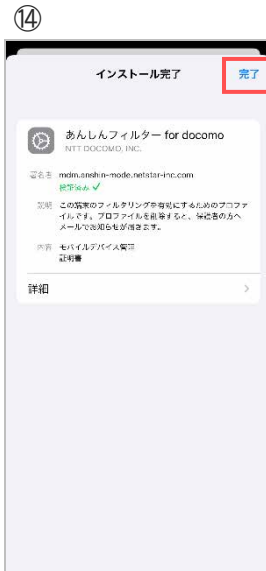 ⑭
インストール完了 完了
あんしんフィルター for docomo
NTT DOCOMO, INC.
署名者 mdm.anshin-mode.netstar-inc.com
検証済み ✓
説明 この端末のフィルタリングを有効にするためのプロファ
イルです。プロファイルを削除すると、保護者の方へ
メールでお知らせが届きます。
内容 モバイルデバイス管理
証明書
詳細 >